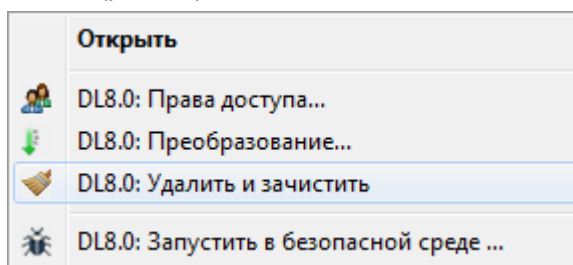 Открыть
DL8.0: Права доступа...
DL8.0: Преобразование...
DL8.0: Удалить и зачистить
DL8.0: Запустить в безопасной среде ...